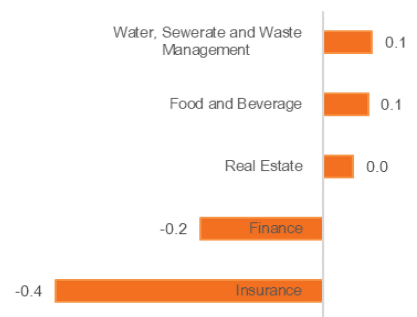 Water, Sewerate and Waste
Management
0.1
Food and Beverage
0.1
Real Estate
0.0
-0.2
Finance
-0.4
Insurance